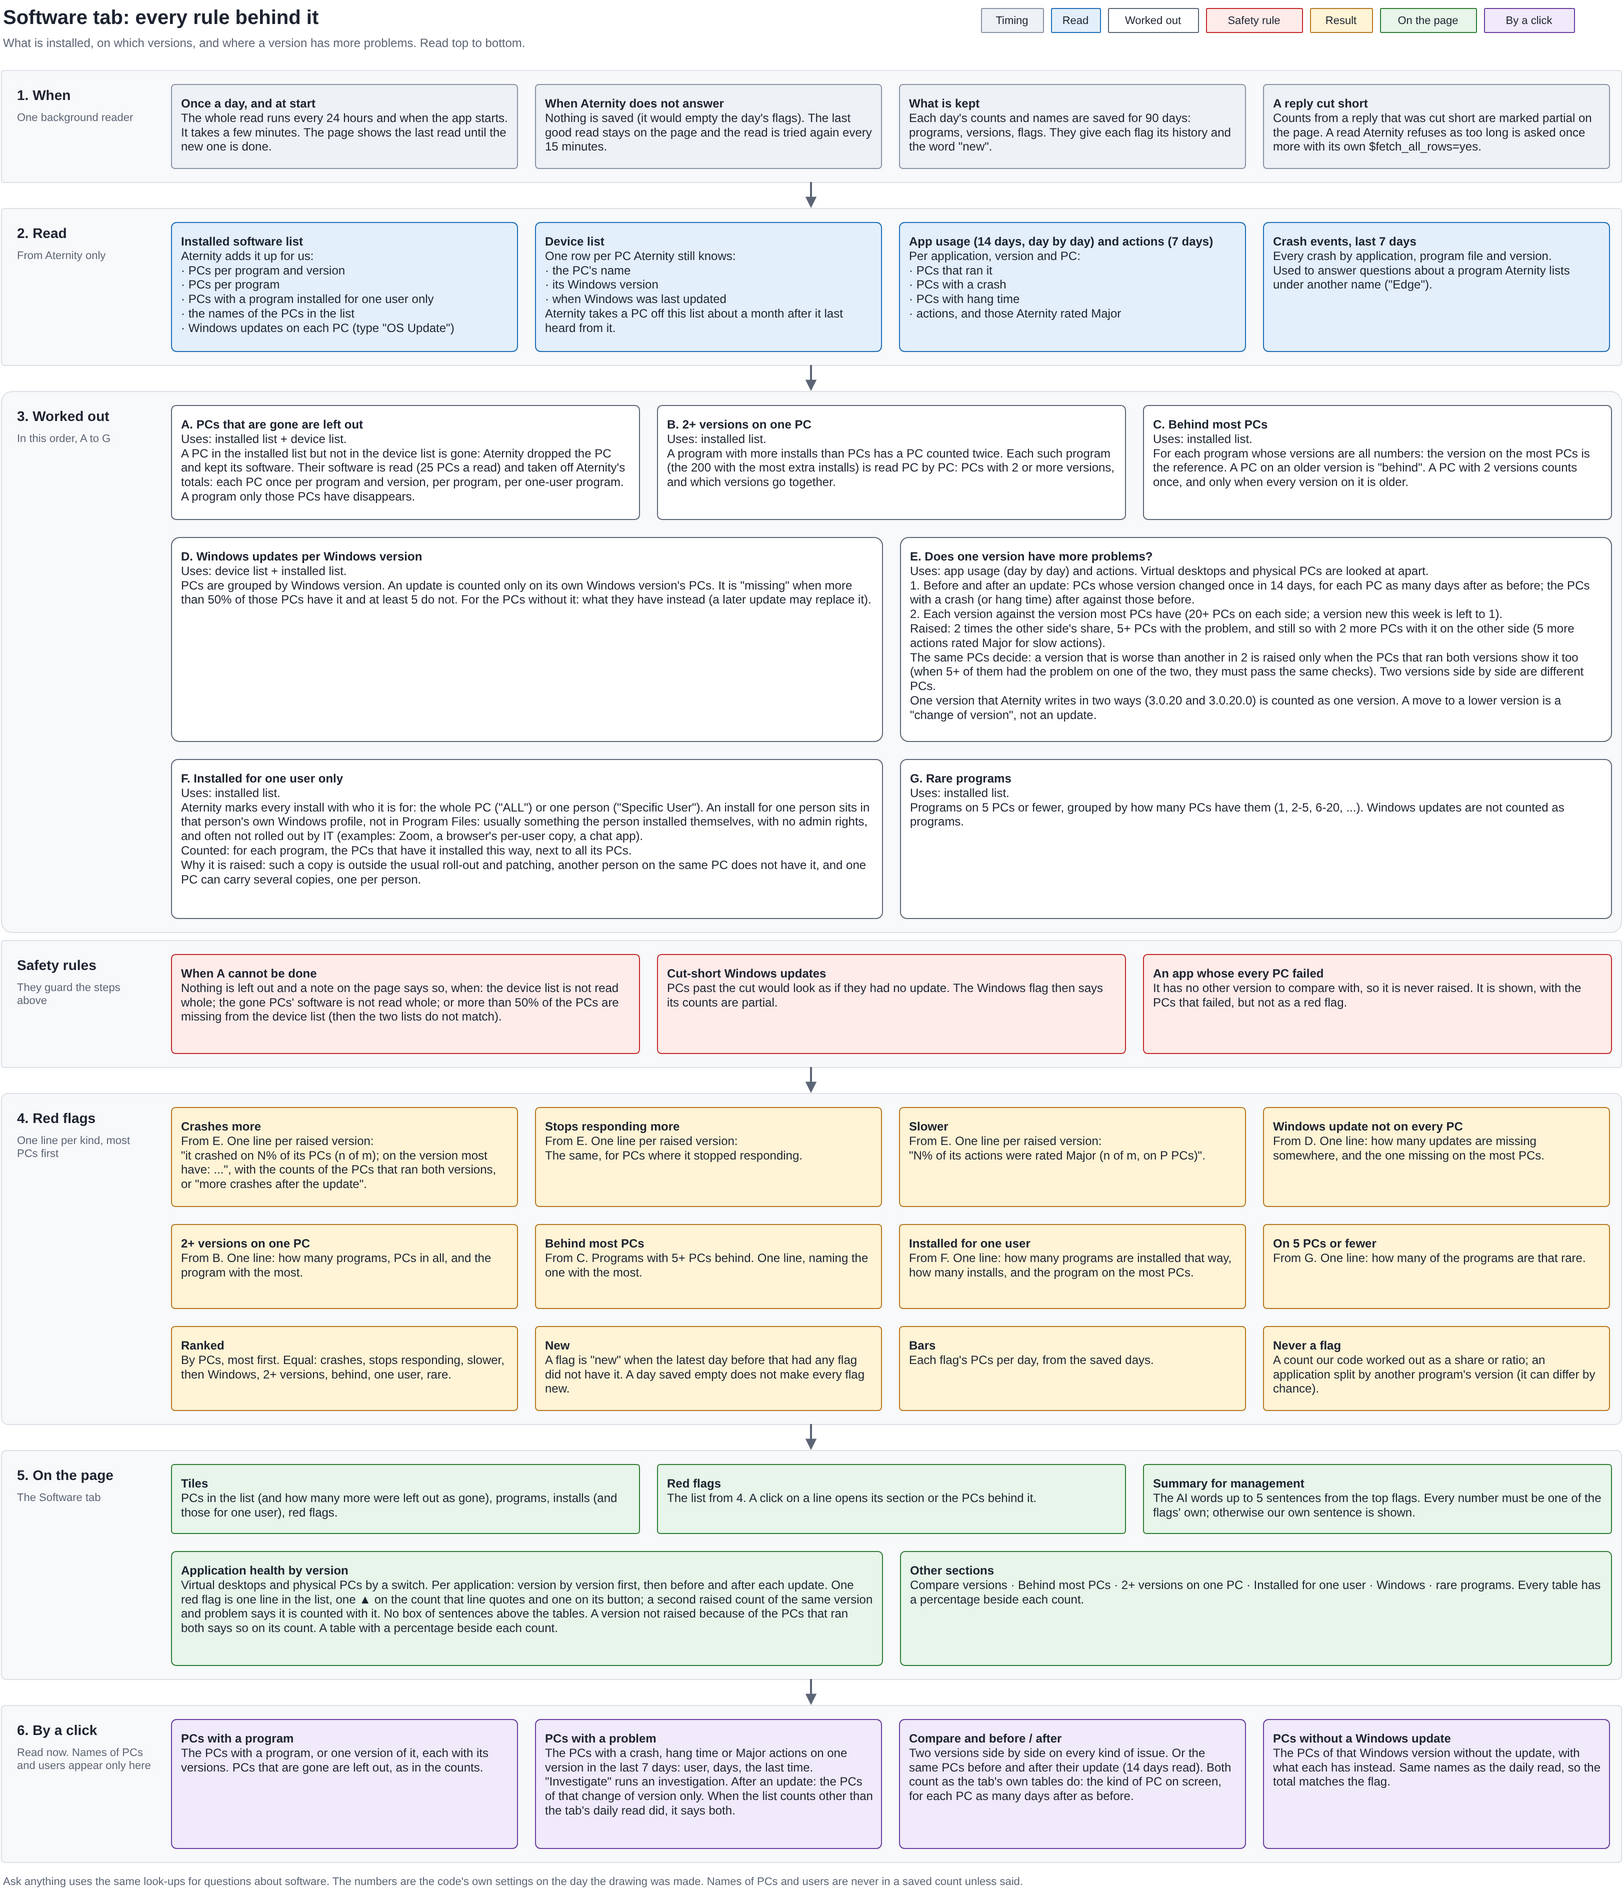 Software tab: every rule behind it
Timing
Read
Worked out
Safety rule
Result
On the page
By a click
What is installed, on which versions, and where a version has more problems. Read top to bottom.
1. When
One background reader
Once a day, and at start
The whole read runs every 24 hours and when the app starts.
It takes a few minutes. The page shows the last read until the
new one is done.
When Aternity does not answer
Nothing is saved (it would empty the day's flags). The last
good read stays on the page and the read is tried again every
15 minutes.
What is kept
Each day's counts and names are saved for 90 days:
programs, versions, flags. They give each flag its history and
the word "new".
A reply cut short
Counts from a reply that was cut short are marked partial on
the page. A read Aternity refuses as too long is asked once
more with its own $fetch_all_rows=yes.
2. Read
From Aternity only
Installed software list
Aternity adds it up for us:
· PCs per program and version
· PCs per program
· PCs with a program installed for one user only
· the names of the PCs in the list
· Windows updates on each PC (type "OS Update")
Device list
One row per PC Aternity still knows:
· the PC's name
· its Windows version
· when Windows was last updated
Aternity takes a PC off this list about a month after it last
heard from it.
App usage (14 days, day by day) and actions (7 days)
Per application, version and PC:
· PCs that ran it
· PCs with a crash
· PCs with hang time
· actions, and those Aternity rated Major
Crash events, last 7 days
Every crash by application, program file and version.
Used to answer questions about a program Aternity lists
under another name ("Edge").
3. Worked out
In this order, A to G
A. PCs that are gone are left out
Uses: installed list + device list.
A PC in the installed list but not in the device list is gone: Aternity dropped the PC
and kept its software. Their software is read (25 PCs a read) and taken off Aternity's
totals: each PC once per program and version, per program, per one-user program.
A program only those PCs have disappears.
B. 2+ versions on one PC
Uses: installed list.
A program with more installs than PCs has a PC counted twice. Each such program
(the 200 with the most extra installs) is read PC by PC: PCs with 2 or more versions,
and which versions go together.
C. Behind most PCs
Uses: installed list.
For each program whose versions are all numbers: the version on the most PCs is
the reference. A PC on an older version is "behind". A PC with 2 versions counts
once, and only when every version on it is older.
D. Windows updates per Windows version
Uses: device list + installed list.
PCs are grouped by Windows version. An update is counted only on its own Windows version's PCs. It is "missing" when more
than 50% of those PCs have it and at least 5 do not. For the PCs without it: what they have instead (a later update may replace it).
E. Does one version have more problems?
Uses: app usage (day by day) and actions. Virtual desktops and physical PCs are looked at apart.
1. Before and after an update: PCs whose version changed once in 14 days, for each PC as many days after as before; the PCs
with a crash (or hang time) after against those before.
2. Each version against the version most PCs have (20+ PCs on each side; a version new this week is left to 1).
Raised: 2 times the other side's share, 5+ PCs with the problem, and still so with 2 more PCs with it on the other side (5 more
actions rated Major for slow actions).
The same PCs decide: a version that is worse than another in 2 is raised only when the PCs that ran both versions show it too
(when 5+ of them had the problem on one of the two, they must pass the same checks). Two versions side by side are different
PCs.
One version that Aternity writes in two ways (3.0.20 and 3.0.20.0) is counted as one version. A move to a lower version is a
"change of version", not an update.
F. Installed for one user only
Uses: installed list.
Aternity marks every install with who it is for: the whole PC ("ALL") or one person ("Specific User"). An install for one person sits in
that person's own Windows profile, not in Program Files: usually something the person installed themselves, with no admin rights,
and often not rolled out by IT (examples: Zoom, a browser's per-user copy, a chat app).
Counted: for each program, the PCs that have it installed this way, next to all its PCs.
Why it is raised: such a copy is outside the usual roll-out and patching, another person on the same PC does not have it, and one
PC can carry several copies, one per person.
G. Rare programs
Uses: installed list.
Programs on 5 PCs or fewer, grouped by how many PCs have them (1, 2-5, 6-20, ...). Windows updates are not counted as
programs.
Safety rules
They guard the steps
above
When A cannot be done
Nothing is left out and a note on the page says so, when: the device list is not read
whole; the gone PCs' software is not read whole; or more than 50% of the PCs are
missing from the device list (then the two lists do not match).
Cut-short Windows updates
PCs past the cut would look as if they had no update. The Windows flag then says
its counts are partial.
An app whose every PC failed
It has no other version to compare with, so it is never raised. It is shown, with the
PCs that failed, but not as a red flag.
4. Red flags
One line per kind, most
PCs first
Crashes more
From E. One line per raised version:
"it crashed on N% of its PCs (n of m); on the version most
have: ...", with the counts of the PCs that ran both versions,
or "more crashes after the update".
Stops responding more
From E. One line per raised version:
The same, for PCs where it stopped responding.
Slower
From E. One line per raised version:
"N% of its actions were rated Major (n of m, on P PCs)".
Windows update not on every PC
From D. One line: how many updates are missing
somewhere, and the one missing on the most PCs.
2+ versions on one PC
From B. One line: how many programs, PCs in all, and the
program with the most.
Behind most PCs
From C. Programs with 5+ PCs behind. One line, naming the
one with the most.
Installed for one user
From F. One line: how many programs are installed that way,
how many installs, and the program on the most PCs.
On 5 PCs or fewer
From G. One line: how many of the programs are that rare.
Ranked
By PCs, most first. Equal: crashes, stops responding, slower,
then Windows, 2+ versions, behind, one user, rare.
New
A flag is "new" when the latest day before that had any flag
did not have it. A day saved empty does not make every flag
new.
Bars
Each flag's PCs per day, from the saved days.
Never a flag
A count our code worked out as a share or ratio; an
application split by another program's version (it can differ by
chance).
5. On the page
The Software tab
Tiles
PCs in the list (and how many more were left out as gone), programs, installs (and
those for one user), red flags.
Red flags
The list from 4. A click on a line opens its section or the PCs behind it.
Summary for management
The AI words up to 5 sentences from the top flags. Every number must be one of the
flags' own; otherwise our own sentence is shown.
Application health by version
Virtual desktops and physical PCs by a switch. Per application: version by version first, then before and after each update. One
red flag is one line in the list, one ▲ on the count that line quotes and one on its button; a second raised count of the same version
and problem says it is counted with it. No box of sentences above the tables. A version not raised because of the PCs that ran
both says so on its count. A table with a percentage beside each count.
Other sections
Compare versions · Behind most PCs · 2+ versions on one PC · Installed for one user · Windows · rare programs. Every table has
a percentage beside each count.
6. By a click
Read now. Names of PCs
and users appear only here
PCs with a program
The PCs with a program, or one version of it, each with its
versions. PCs that are gone are left out, as in the counts.
PCs with a problem
The PCs with a crash, hang time or Major actions on one
version in the last 7 days: user, days, the last time.
"Investigate" runs an investigation. After an update: the PCs
of that change of version only. When the list counts other than
the tab's daily read did, it says both.
Compare and before / after
Two versions side by side on every kind of issue. Or the
same PCs before and after their update (14 days read). Both
count as the tab's own tables do: the kind of PC on screen,
for each PC as many days after as before.
PCs without a Windows update
The PCs of that Windows version without the update, with
what each has instead. Same names as the daily read, so the
total matches the flag.
Ask anything uses the same look-ups for questions about software. The numbers are the code's own settings on the day the drawing was made. Names of PCs and users are never in a saved count unless said.